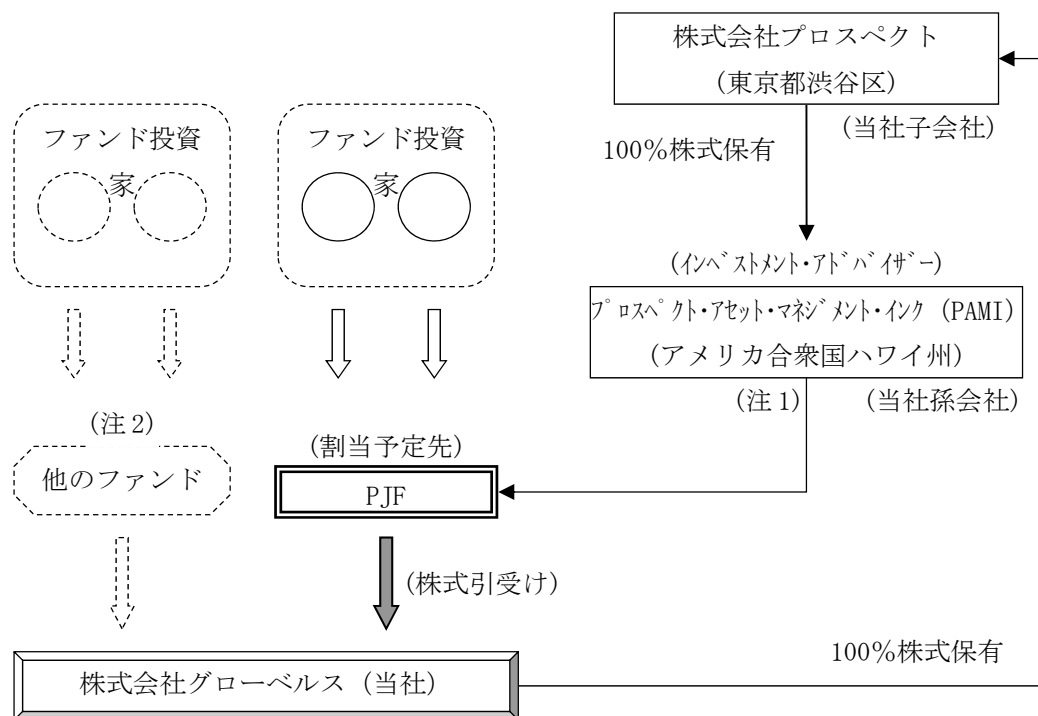 株式会社プロスペクト
(東京都渋谷区)
(当社子会社)
100%株式保有
ファンド投資
家
ファンド投資
家
(インベストメント・アドバイザー)
プロスペクト・アセット・マネジメント・インク (PAMI)
(アメリカ合衆国ハワイ州)
(注1)
(当社孫会社)
(注2)
他のファンド
(割当予定先)
PJF
(株式引受け)
100%株式保有
株式会社グローベルス (当社)